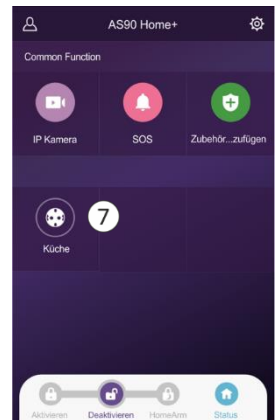 AS90 Home+
Common Function
IP Kamera
SOS
Zubehör...zufügen
7
Küche
Aktivieren
Deaktivieren
HomeArm
Status